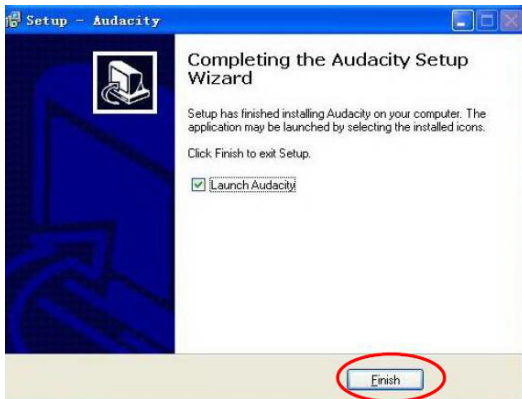 Setup - Audacity
Completing the Audacity Setup
Wizard
Setup has finished installing Audacity on your computer. The
application may be launched by selecting the installed icons.
Click Finish to exit Setup.
Launch Audacity
Finish